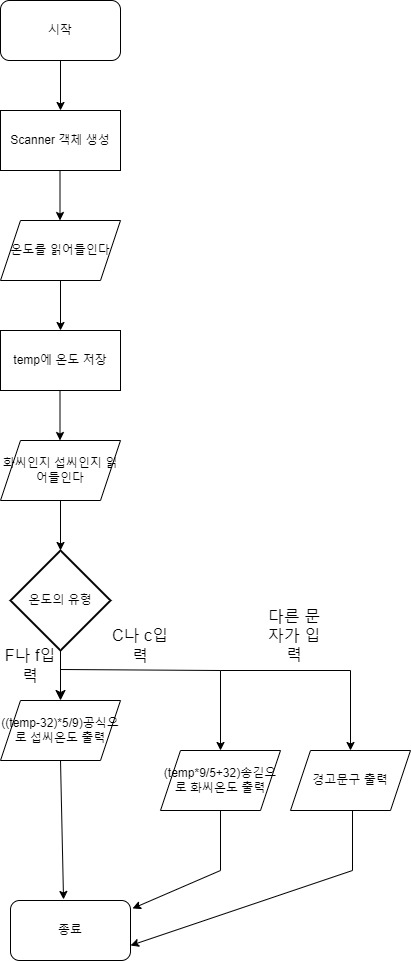 시작
Scanner 객체 생성
온도를 읽어들인다
temp에 온도 저장
화씨인지 섭씨인지 읽
어들인다
온도의 유형
F나 f입
력
C나 c입
력
다른 문
자가 입
력
((temp-32)*5/9)공식으
로 섭씨온도 출력
(temp*9/5+32)송긴으
로 화씨온도 출력
경고문구 출력
종료